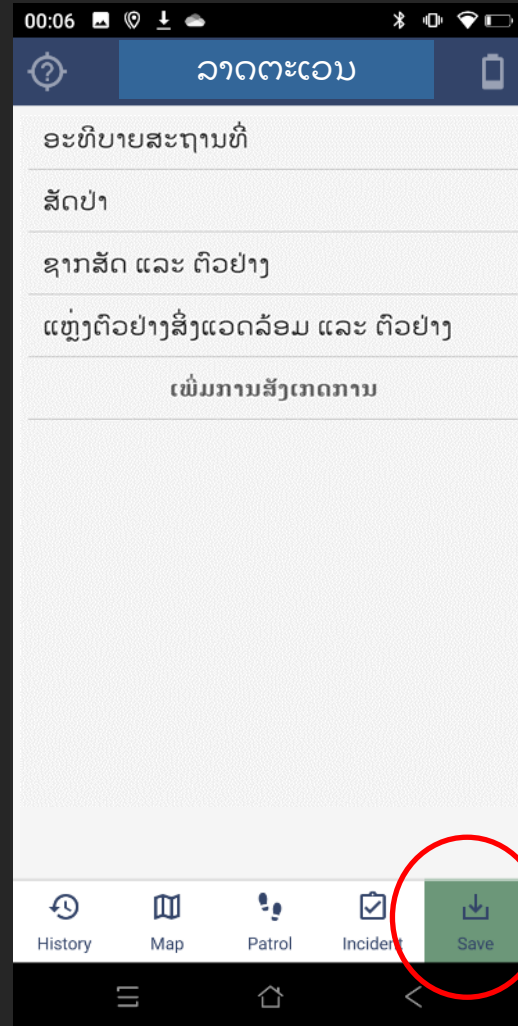 00:06
ລາດຕະເວນ
ອະທິບາຍສະຖານທີ່
ສັດປ່າ
ຊາກສັດ ແລະ ຕົວຢ່າງ
ແຫຼ່ງຕົວຢ່າງສິ່ງແວດລ້ອມ ແລະ ຕົວຢ່າງ
ເພີ່ມການສັງເກດການ
History Map Patrol Incident Save